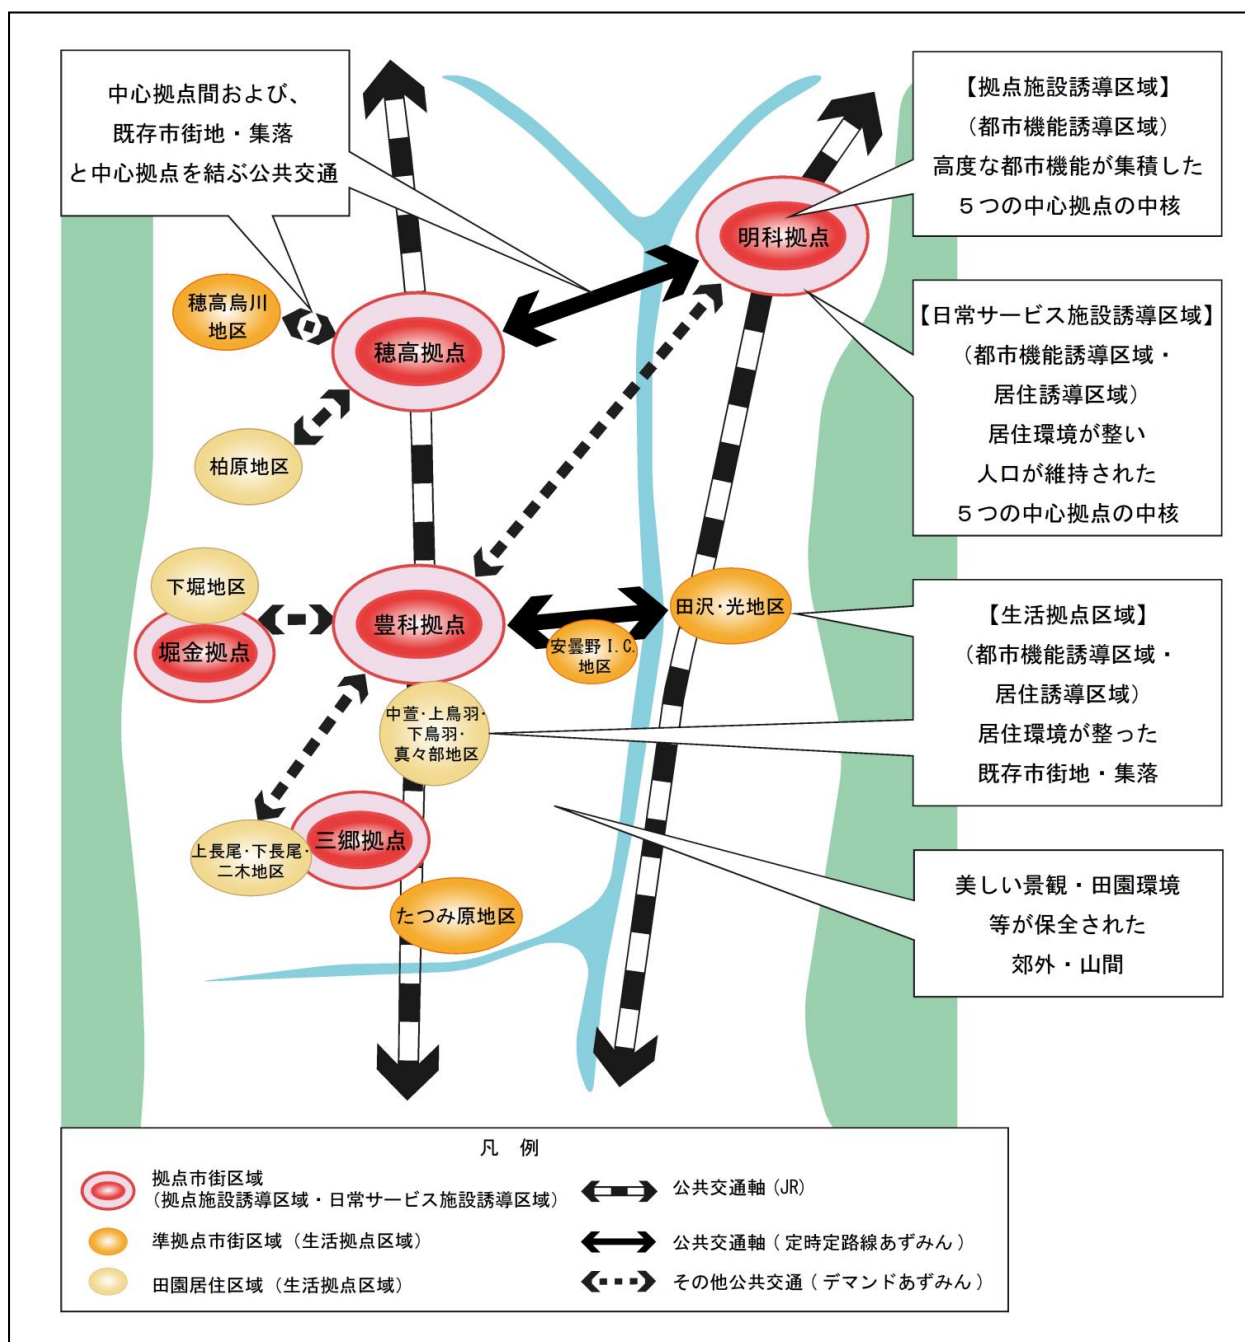 中心拠点間および、
既存市街地・集落
と中心拠点を結ぶ公共交通
【拠点施設誘導区域】
（都市機能誘導区域）
高度な都市機能が集積した
５つの中心拠点の中核
明科拠点
穂高烏川
地区
穂高拠点
【日常サービス施設誘導区域】
（都市機能誘導区域・
居住誘導区域）
居住環境が整い
人口が維持された
５つの中心拠点の中核
柏原地区
下堀地区
堀金拠点
豊科拠点
安曇野I.C.
地区
田沢・光地区
【生活拠点区域】
（都市機能誘導区域・
居住誘導区域）
居住環境が整った
既存市街地・集落
中萱・上鳥羽・
下鳥羽・
真々部地区
三郷拠点
上長尾・下長尾・
二木地区
たつみ原地区
美しい景観・田園環境
等が保全された
郊外・山間
凡　例
拠点市街区域
（拠点施設誘導区域・日常サービス施設誘導区域）
準拠点市街区域（生活拠点区域）
田園居住区域（生活拠点区域）
公共交通軸(JR)
公共交通軸（定時定路線あずみん）
その他公共交通（デマンドあずみん）